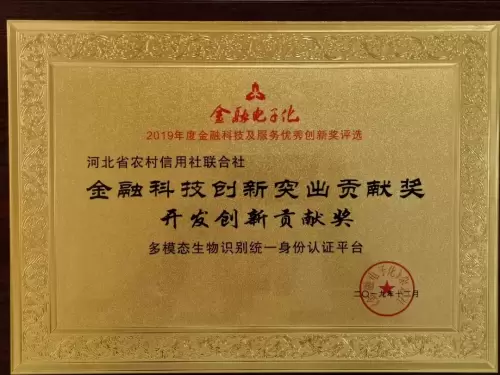 金融电子化
2019年度金融科技及服务优秀创新奖评选
河北省农村信用社联合社
金融科技创新突出贡献奖
开发创新贡献奖
多模态生物识别统一身份认证平台
二〇一九年十二月